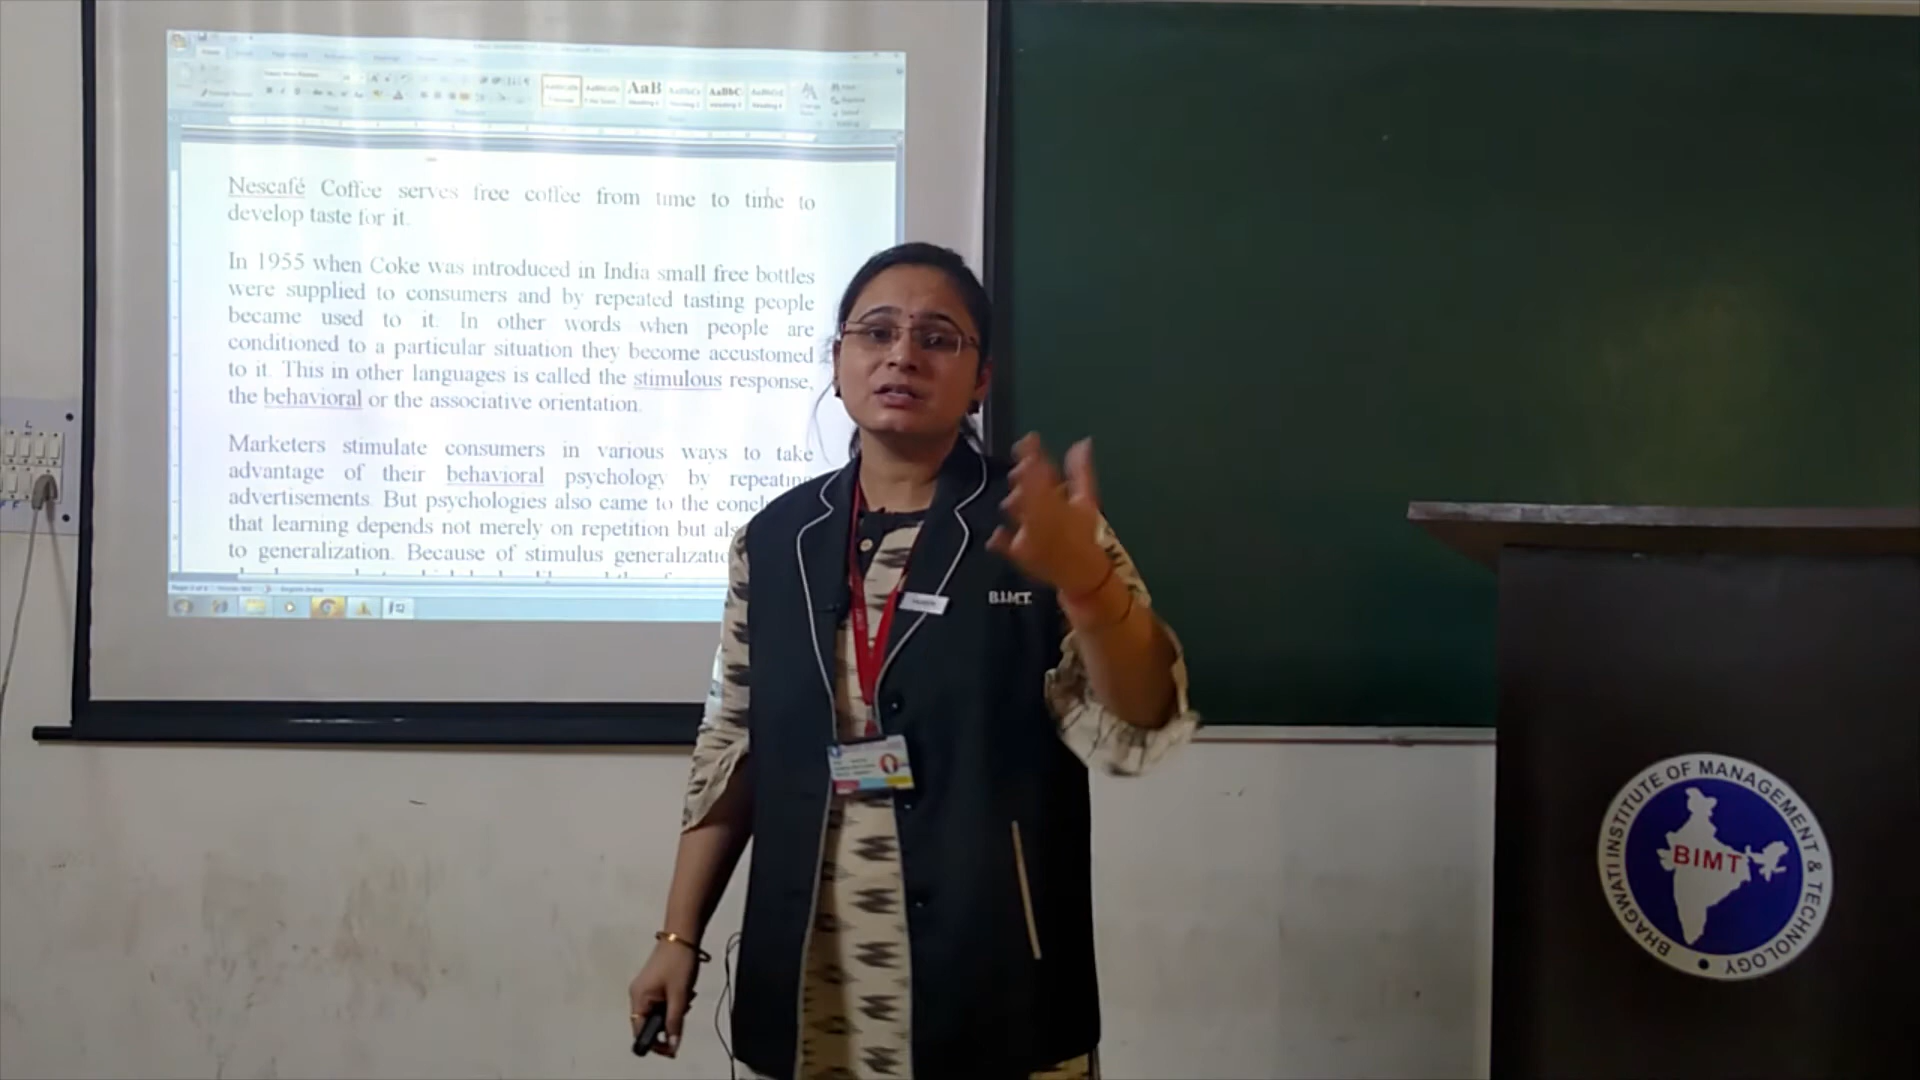 AaB
AaBbC
Nescafé Coffee serves free coffee from time to time to
develop taste for it.
In 1955 when Coke was introduced in India small free bottles
were supplied to consumers and by repeated tasting people
became used to it. In other words when people are
conditioned to a particular situation they become accustomed
to it. This in other languages is called the stimulous response,
the behavioral or the associative orientation.
Marketers stimulate consumers in various ways to take
advantage of their behavioral psychology by repeating
advertisements. But psychologies also came to the
that learning depends not merely on repetition but
to generalization. Because of stimulus
B.I.M.T.
BHAGWATI INSTITUTE OF MANAGEMENT & TECHNOLOGY
BIMT